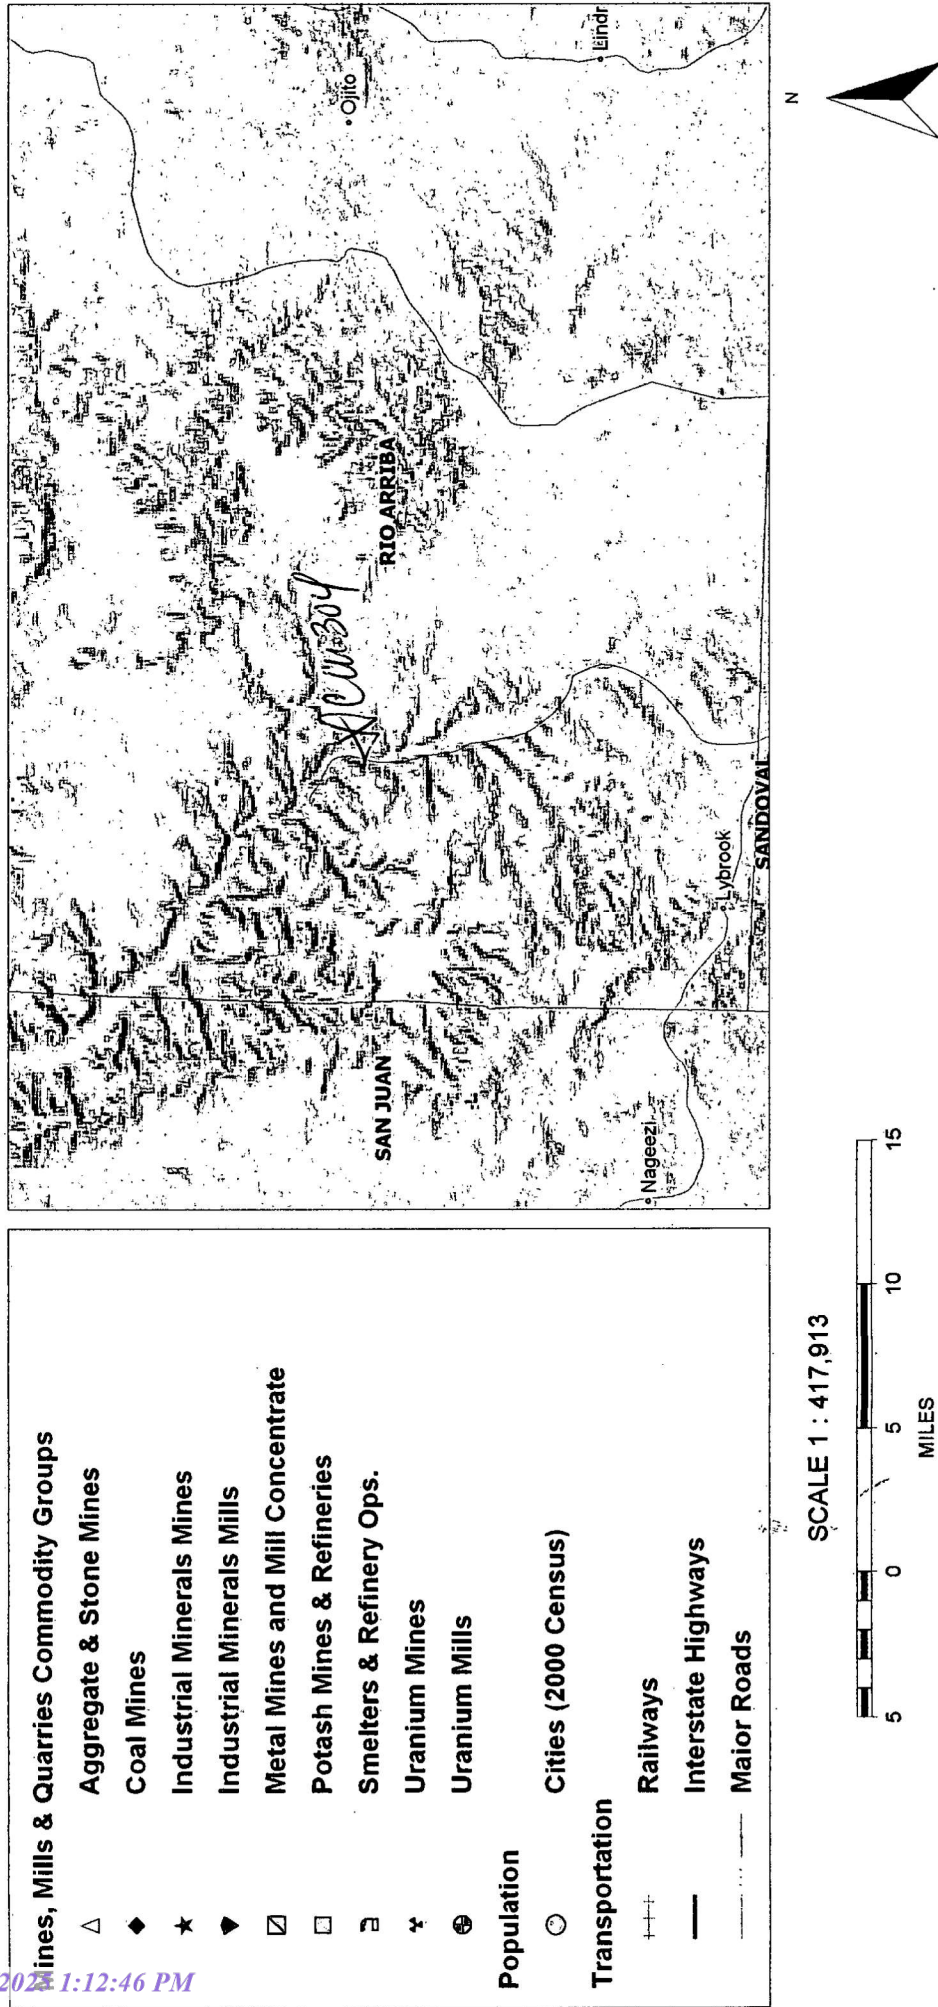 Mines, Mills & Quarries Commodity Groups
Aggregate & Stone Mines
Coal Mines
Industrial Minerals Mines
Industrial Minerals Mills
Metal Mines and Mill Concentrate
Potash Mines & Refineries
Smelters & Refinery Ops.
Uranium Mines
Uranium Mills
Population
Cities (2000 Census)
Transportation
Railways
Interstate Highways
Major Roads
SAN JUAN
RIO ARRIBA
SANDOVAL
Nageezi
Lybrook
Ojito
Lindr
SCALE 1 : 417,913
5 0 5 10 15
MILES
N
1:12:46 PM